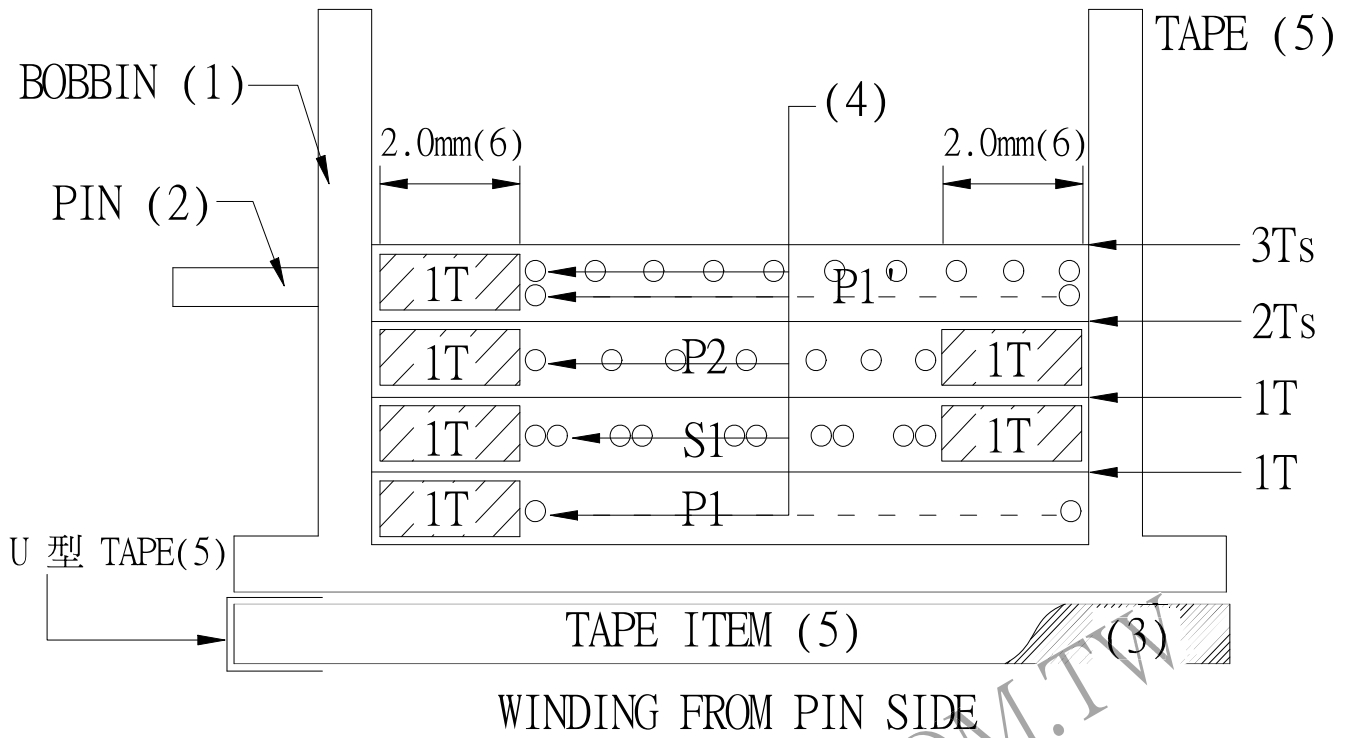 TAPE (5)
BOBBIN (1)
(4)
2.0mm(6)
2.0mm(6)
PIN (2)
3Ts
1T
P1'
2Ts
1T
P2
1T
1T
1T
S1
1T
1T
1T
P1
U 型 TAPE(5)
TAPE ITEM (5)
(3)
WINDING FROM PIN SIDE
OM.TW